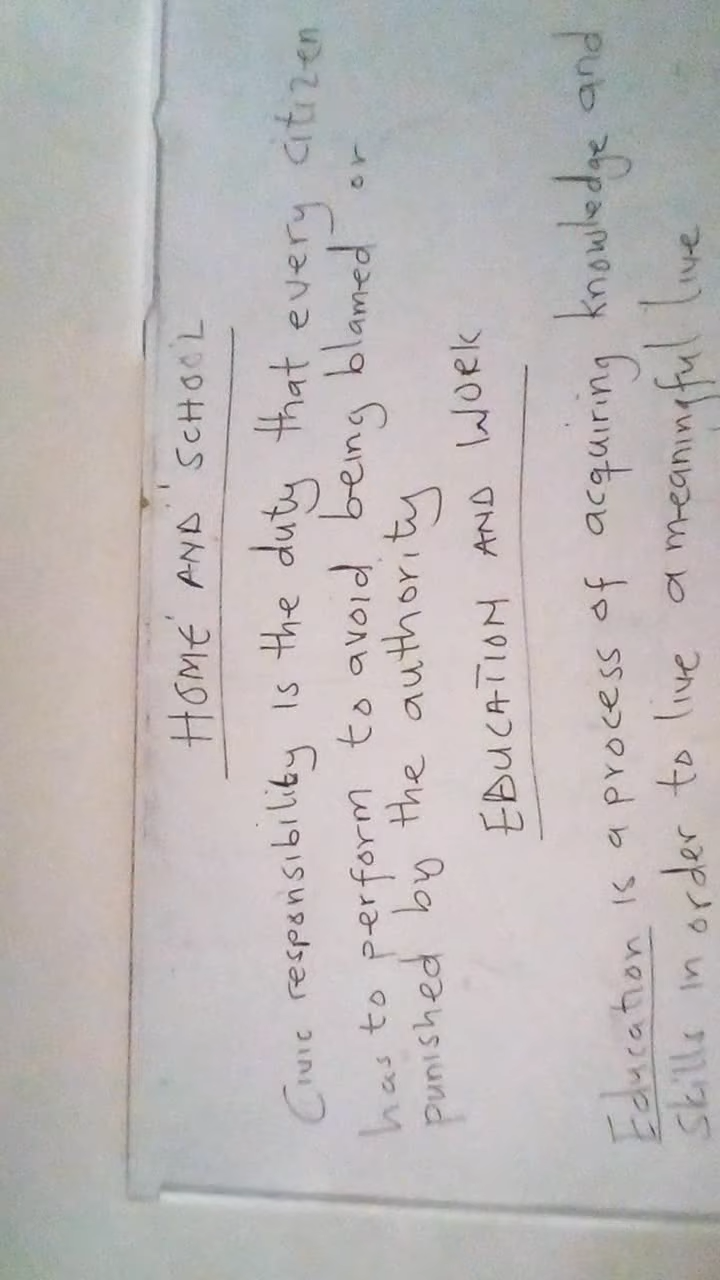 HOME AND SCHOOL
Civic responsibility is the duty that every citizen
has to perform to avoid being blamed or
punished by the authority
EDUCATION AND WORK
Education is a process of acquiring knowledge and
skills in order to live a meaningful live